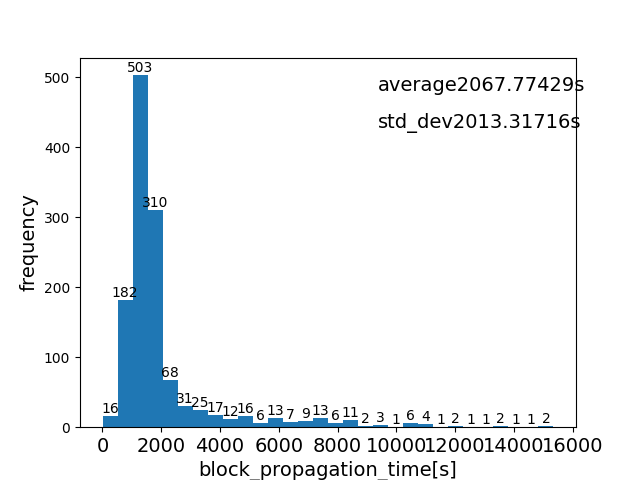 503
average2067.77429s
std_dev2013.31716s
310
182
68
16 31 25 17 12 16 6 13 7 9 13 6 11 2 3 1 6 4 1 2 1 1 2 1 1 2
500
400
300
200
100
0
frequency
0 2000 4000 6000 8000 10000 12000 14000 16000
block_propagation_time[s]